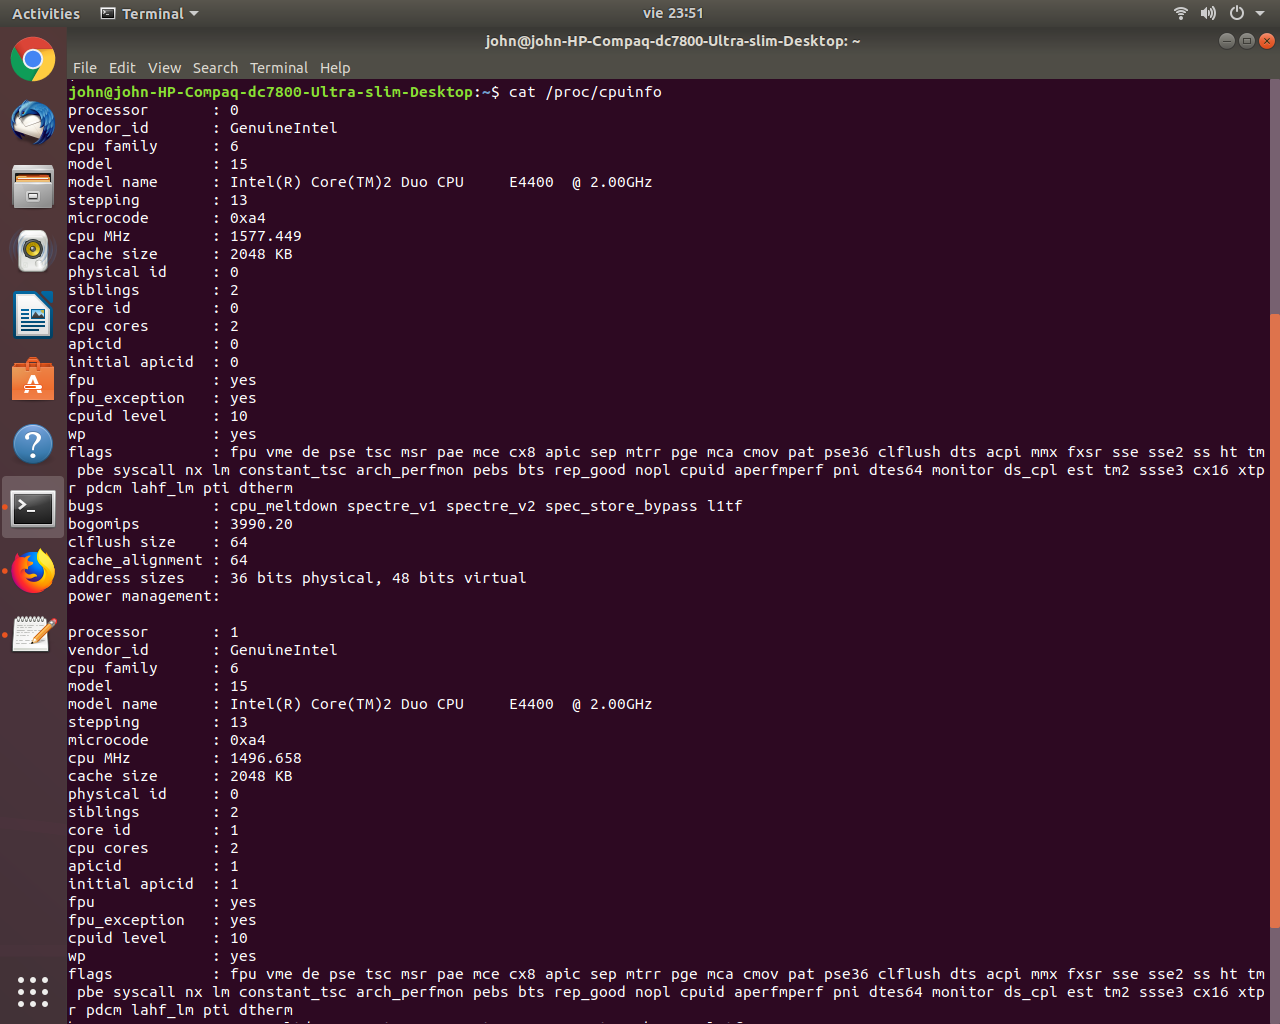 Activities Terminal vie 23:51
john@john-HP-Compaq-dc7800-Ultra-slim-Desktop: ~
File Edit View Search Terminal Help
john@john-HP-Compaq-dc7800-Ultra-slim-Desktop:~$ cat /proc/cpuinfo
processor : 0
vendor_id : GenuineIntel
cpu family : 6
model : 15
model name : Intel(R) Core(TM)2 Duo CPU     E4400  @ 2.00GHz
stepping : 13
microcode : 0xa4
cpu MHz : 1577.449
cache size : 2048 KB
physical id : 0
siblings : 2
core id : 0
cpu cores : 2
apicid : 0
initial apicid : 0
fpu : yes
fpu_exception : yes
cpuid level : 10
wp : yes
flags : fpu vme de pse tsc msr pae mce cx8 apic sep mtrr pge mca cmov pat pse36 clflush dts acpi mmx fxsr sse sse2 ss ht tm
pbe syscall nx lm constant_tsc arch_perfmon pebs bts rep_good nopl cpuid aperfmperf pni dtes64 monitor ds_cpl est tm2 ssse3 cx16 xtp
r pdcm lahf_lm pti dtherm
bugs : cpu_meltdown spectre_v1 spectre_v2 spec_store_bypass l1tf
bogomips : 3990.20
clflush size : 64
cache_alignment : 64
address sizes : 36 bits physical, 48 bits virtual
power management:
processor : 1
vendor_id : GenuineIntel
cpu family : 6
model : 15
model name : Intel(R) Core(TM)2 Duo CPU     E4400  @ 2.00GHz
stepping : 13
microcode : 0xa4
cpu MHz : 1496.658
cache size : 2048 KB
physical id : 0
siblings : 2
core id : 1
cpu cores : 2
apicid : 1
initial apicid : 1
fpu : yes
fpu_exception : yes
cpuid level : 10
wp : yes
flags : fpu vme de pse tsc msr pae mce cx8 apic sep mtrr pge mca cmov pat pse36 clflush dts acpi mmx fxsr sse sse2 ss ht tm
pbe syscall nx lm constant_tsc arch_perfmon pebs bts rep_good nopl cpuid aperfmperf pni dtes64 monitor ds_cpl est tm2 ssse3 cx16 xtp
r pdcm lahf_lm pti dtherm